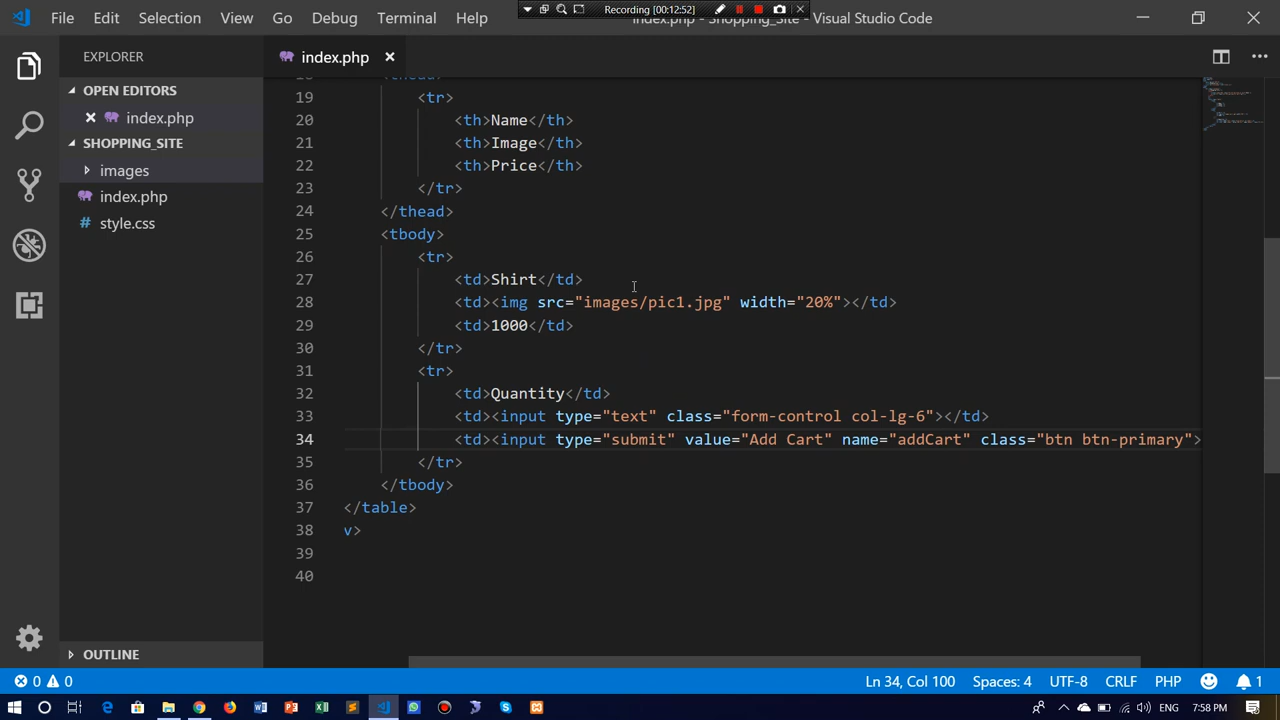 File Edit Selection View Go Debug Terminal Help
Recording [00:12:52]
index.php - Shopping_Site - Visual Studio Code
EXPLORER
index.php
OPEN EDITORS
index.php
SHOPPING_SITE
images
index.php
style.css
OUTLINE
19 <tr>
20 <th>Name</th>
21 <th>Image</th>
22 <th>Price</th>
23 </tr>
24 </thead>
25 <tbody>
26 <tr>
27 <td>Shirt</td>
28 <td><img src="images/pic1.jpg" width="20%"></td>
29 <td>1000</td>
30 </tr>
31 <tr>
32 <td>Quantity</td>
33 <td><input type="text" class="form-control col-lg-6"></td>
34 <td><input type="submit" value="Add Cart" name="addCart" class="btn btn-primary">
35 </tr>
36 </tbody>
37 </table>
38 v>
39
40
0 0 Ln 34, Col 100 Spaces: 4 UTF-8 CRLF PHP 1
ENG 7:58 PM